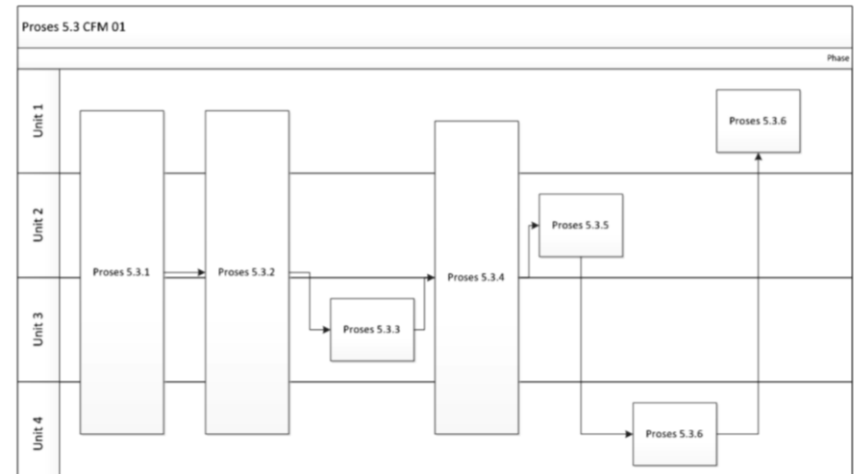 Proses 5.3 CFM 01
Phase
Unit 1
Proses 5.3.6
Unit 2
Proses 5.3.5
Proses 5.3.1
Proses 5.3.2
Proses 5.3.4
Unit 3
Proses 5.3.3
Unit 4
Proses 5.3.6